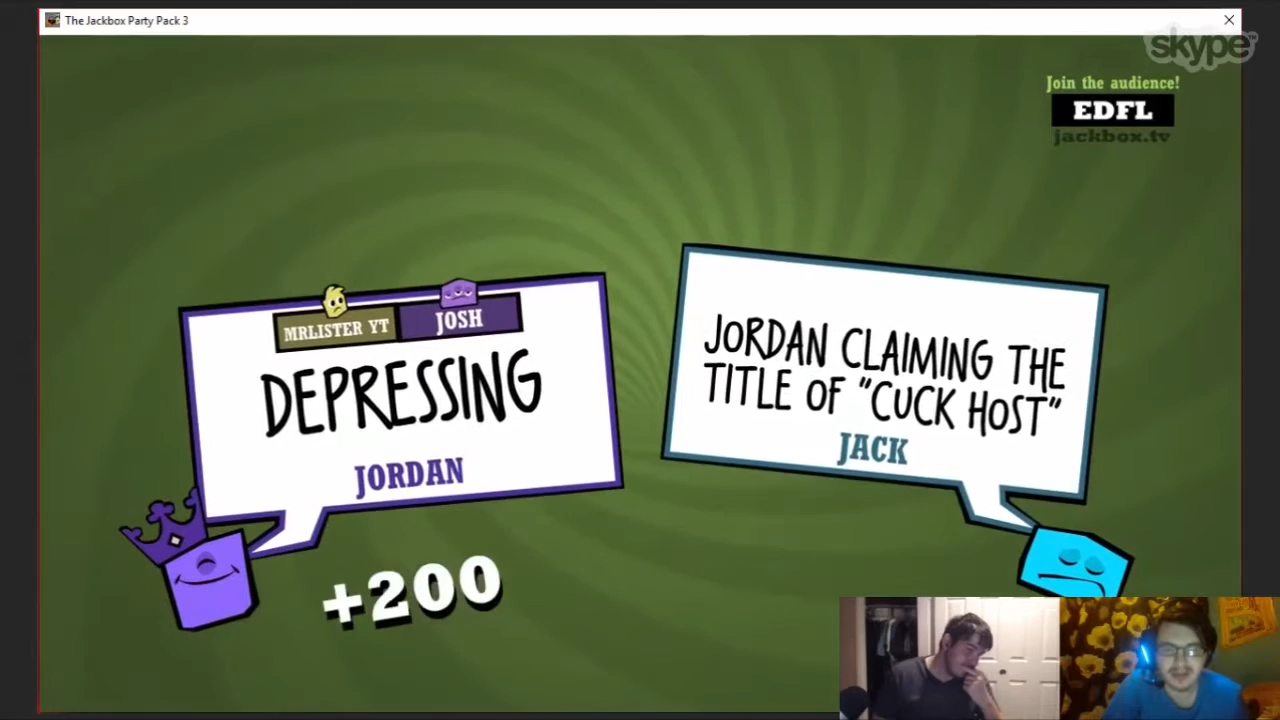 The Jackbox Party Pack 3
skype™
Join the audience!
EDFL
jackbox.tv
MRLISTER YT
JOSH
DEPRESSING
JORDAN
JORDAN CLAIMING THE
TITLE OF "CUCK HOST"
JACK
+200